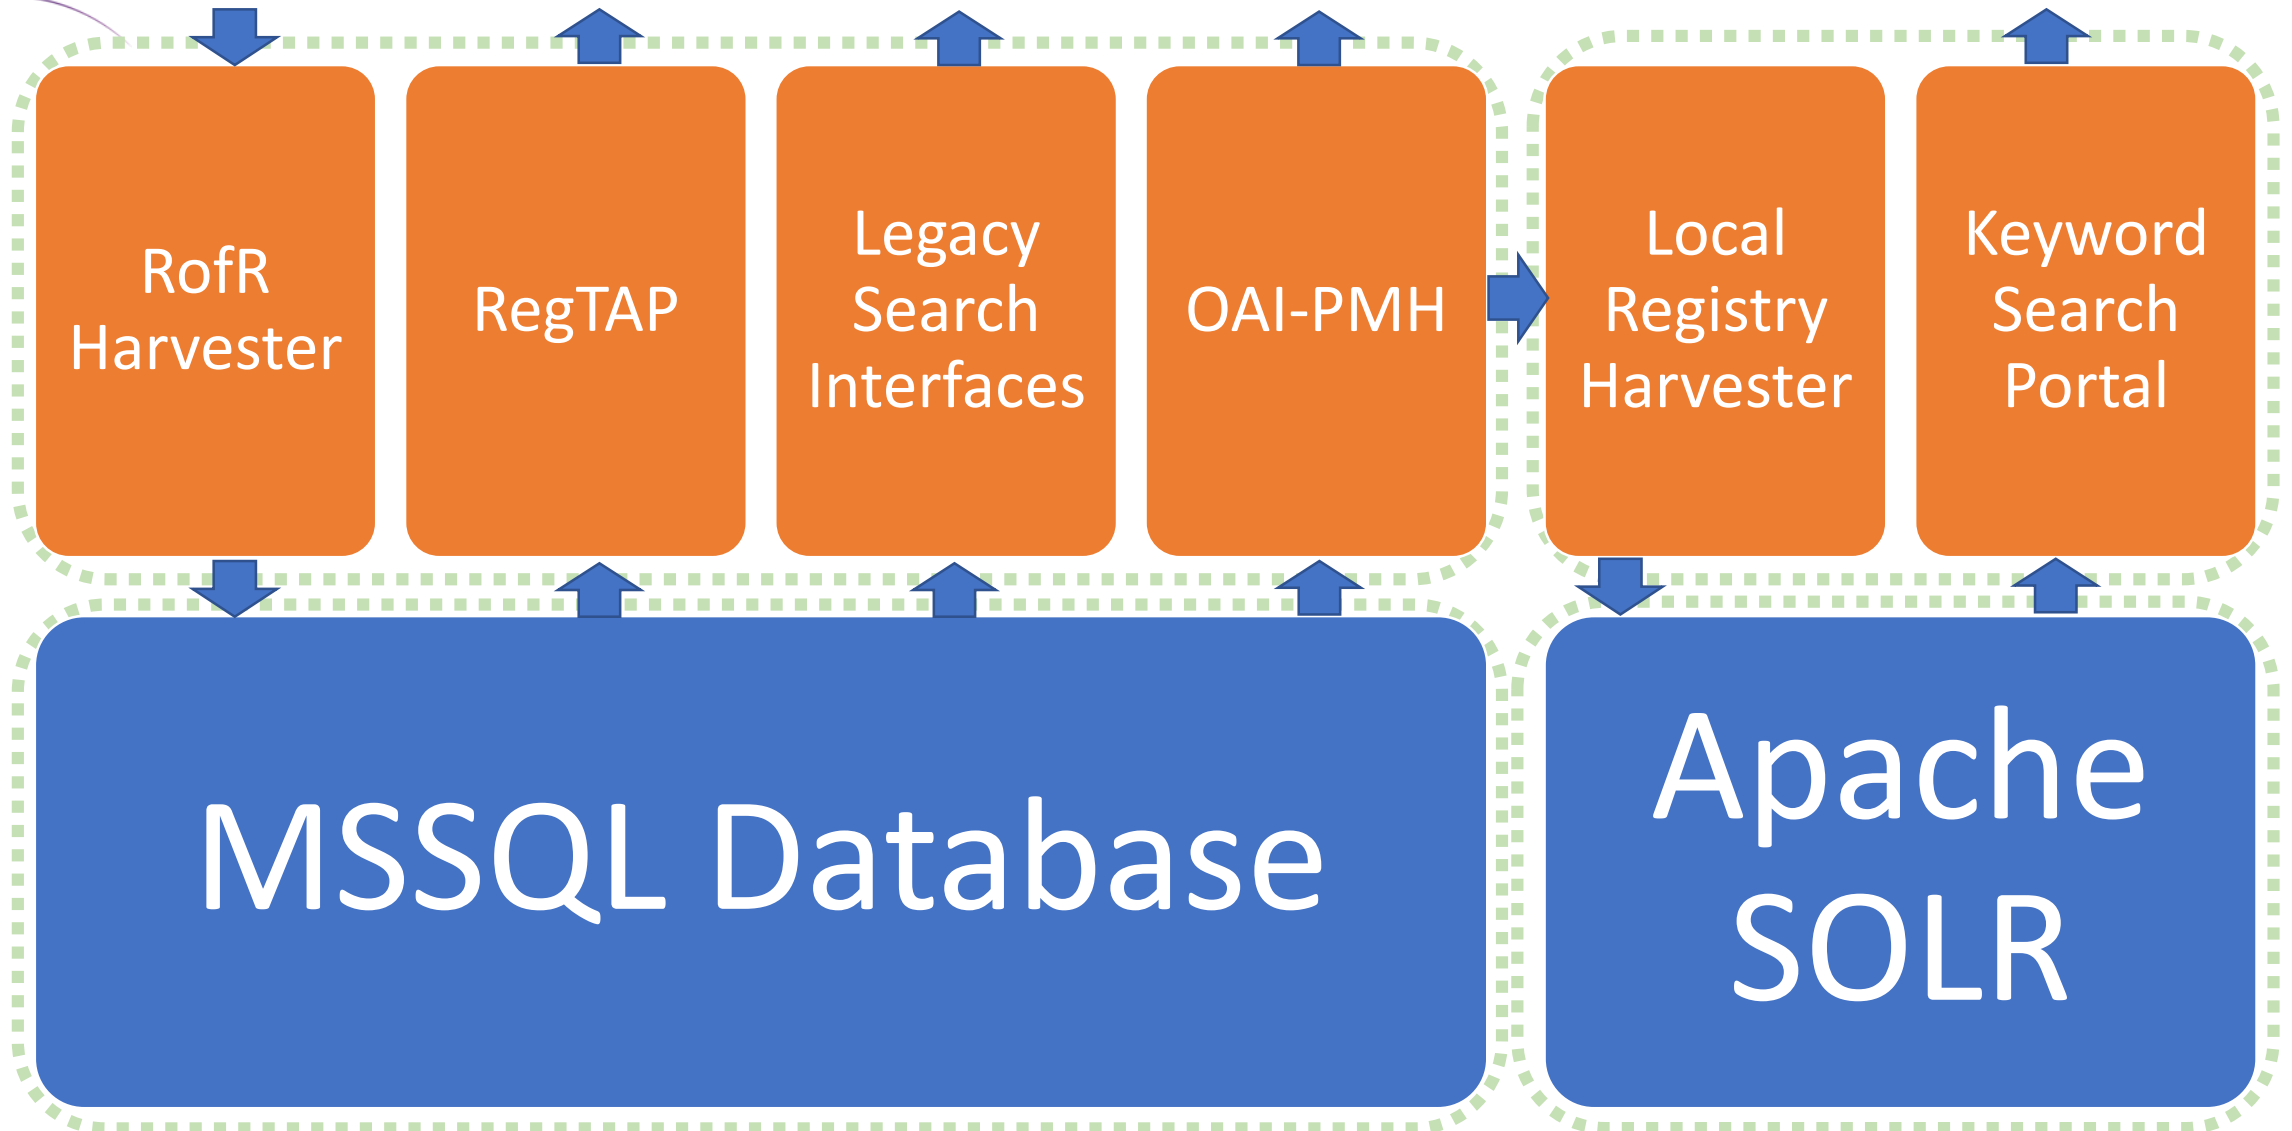 RofR
Harvester
RegTAP
Legacy
Search
Interfaces
OAI-PMH
Local
Registry
Harvester
Keyword
Search
Portal
MSSQL Database
Apache
SOLR